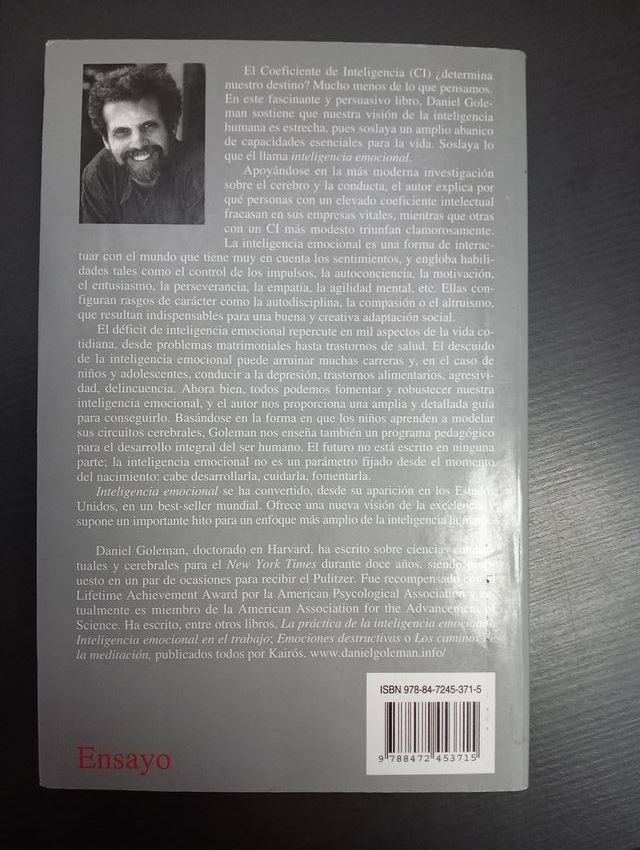 El Coeficiente de Inteligencia (CI) ¿determina
nuestro destino? Mucho menos de lo que pensamos.
En este fascinante y persuasivo libro, Daniel Gole-
man sostiene que nuestra visión de la inteligencia
humana es estrecha, pues soslaya un amplio abanico
de capacidades esenciales para la vida. Soslaya lo
que él llama inteligencia emocional.
Apoyándose en la más moderna investigación
sobre el cerebro y la conducta, el autor explica por
qué personas con un elevado coeficiente intelectual
fracasan en sus empresas vitales, mientras que otras
con un CI más modesto triunfan clamorosamente.
La inteligencia emocional es una forma de interac-
tuar con el mundo que tiene muy en cuenta los sentimientos, y engloba habili-
dades tales como el control de los impulsos, la autoconciencia, la motivación,
el entusiasmo, la perseverancia, la empatía, la agilidad mental, etc. Ellas con-
figuran rasgos de carácter como la autodisciplina, la compasión o el altruismo,
que resultan indispensables para una buena y creativa adaptación social.
El déficit de inteligencia emocional repercute en mil aspectos de la vida co-
tidiana, desde problemas matrimoniales hasta trastornos de salud. El descuido
de la inteligencia emocional puede arruinar muchas carreras y, en el caso de
niños y adolescentes, conducir a la depresión, trastornos alimentarios, agresivi-
dad, delincuencia. Ahora bien, todos podemos fomentar y robustecer nuestra
inteligencia emocional, y el autor nos proporciona una amplia y detallada guía
para conseguirlo. Basándose en la forma en que los niños aprenden a modelar
sus circuitos cerebrales, Goleman nos enseña también un programa pedagógico
para el desarrollo integral del ser humano. El futuro no está escrito en ninguna
parte; la inteligencia emocional no es un parámetro fijado desde el momento
del nacimiento: cabe desarrollarla, cuidarla, fomentarla.
Inteligencia emocional se ha convertido, desde su aparición en los Estados
Unidos, en un best-seller mundial. Ofrece una nueva visión de la excelencia y
supone un importante hito para un enfoque más amplio de la inteligencia humana.
Daniel Goleman, doctorado en Harvard, ha escrito sobre ciencias conduc-
tuales y cerebrales para el New York Times durante doce años, siendo pro-
puesto en un par de ocasiones para recibir el Pulitzer. Fue recompensado con el
Lifetime Achievement Award por la American Psycological Association y ac-
tualmente es miembro de la American Association for the Advancement of
Science. Ha escrito, entre otros libros, La práctica de la inteligencia emocional;
Inteligencia emocional en el trabajo; Emociones destructivas o Los caminos de
la meditación, publicados todos por Kairós. www.danielgoleman.info/
ISBN 978-84-7245-371-5
9 788472 453715
Ensayo